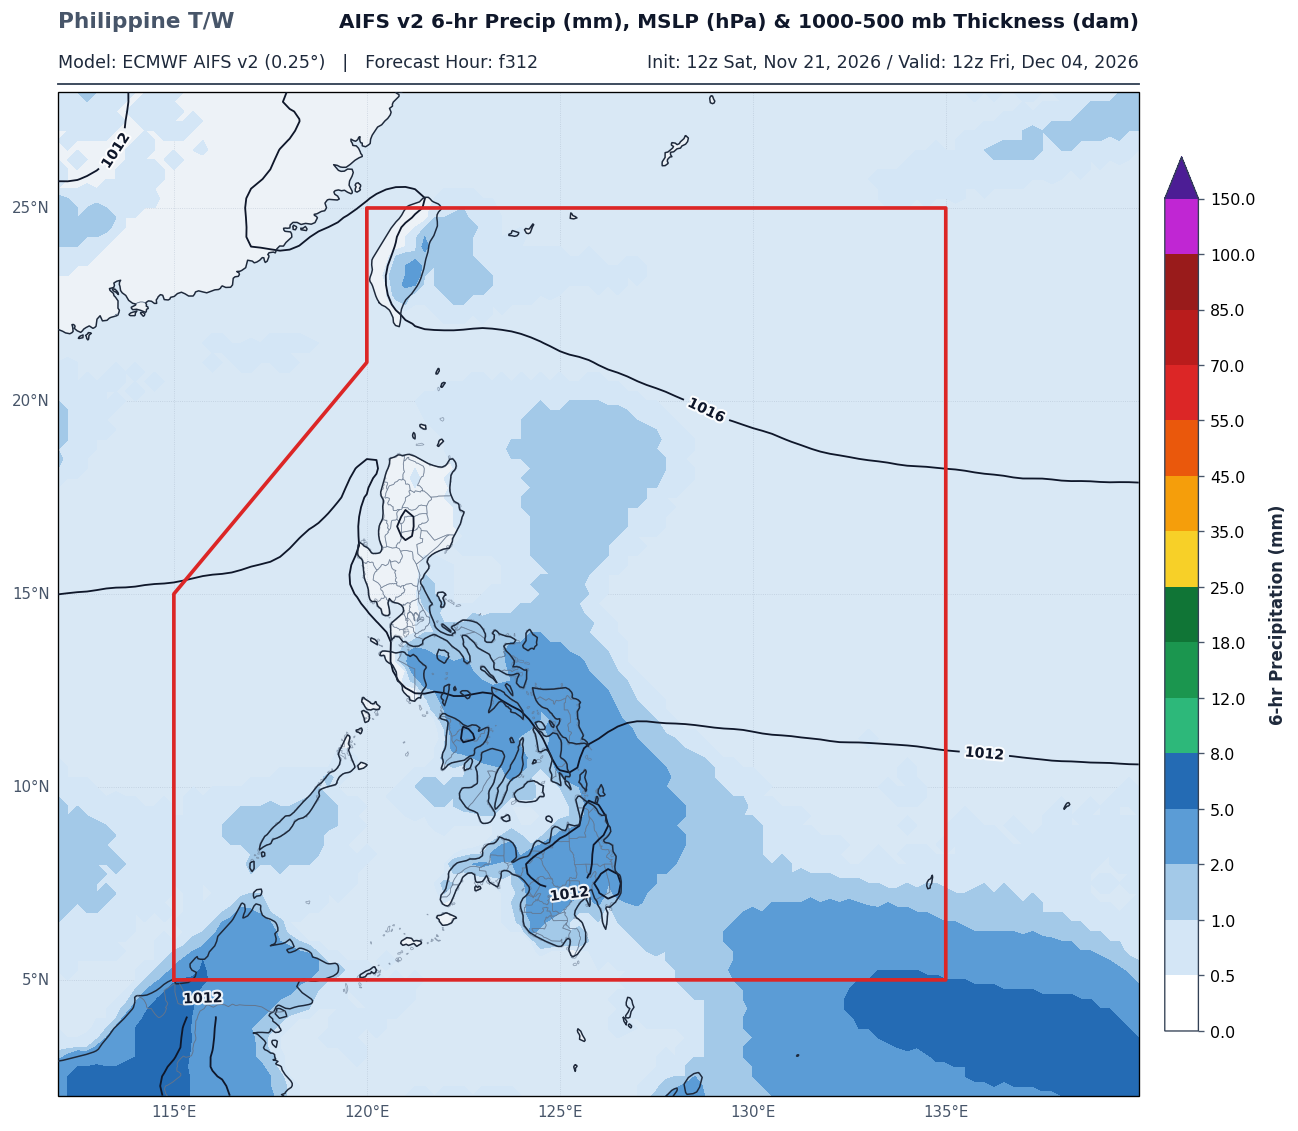 Philippine T/W
AIFS v2 6-hr Precip (mm), MSLP (hPa) & 1000-500 mb Thickness (dam)
Model: ECMWF AIFS v2 (0.25°)   |   Forecast Hour: f312
Init: 12z Sat, Nov 21, 2026 / Valid: 12z Fri, Dec 04, 2026
1012
25°N
20°N
15°N
10°N
5°N
1016
1012
1012
1012
115°E
120°E
125°E
130°E
135°E
150.0
100.0
85.0
70.0
55.0
45.0
35.0
25.0
18.0
12.0
8.0
5.0
2.0
1.0
0.5
0.0
6-hr Precipitation (mm)